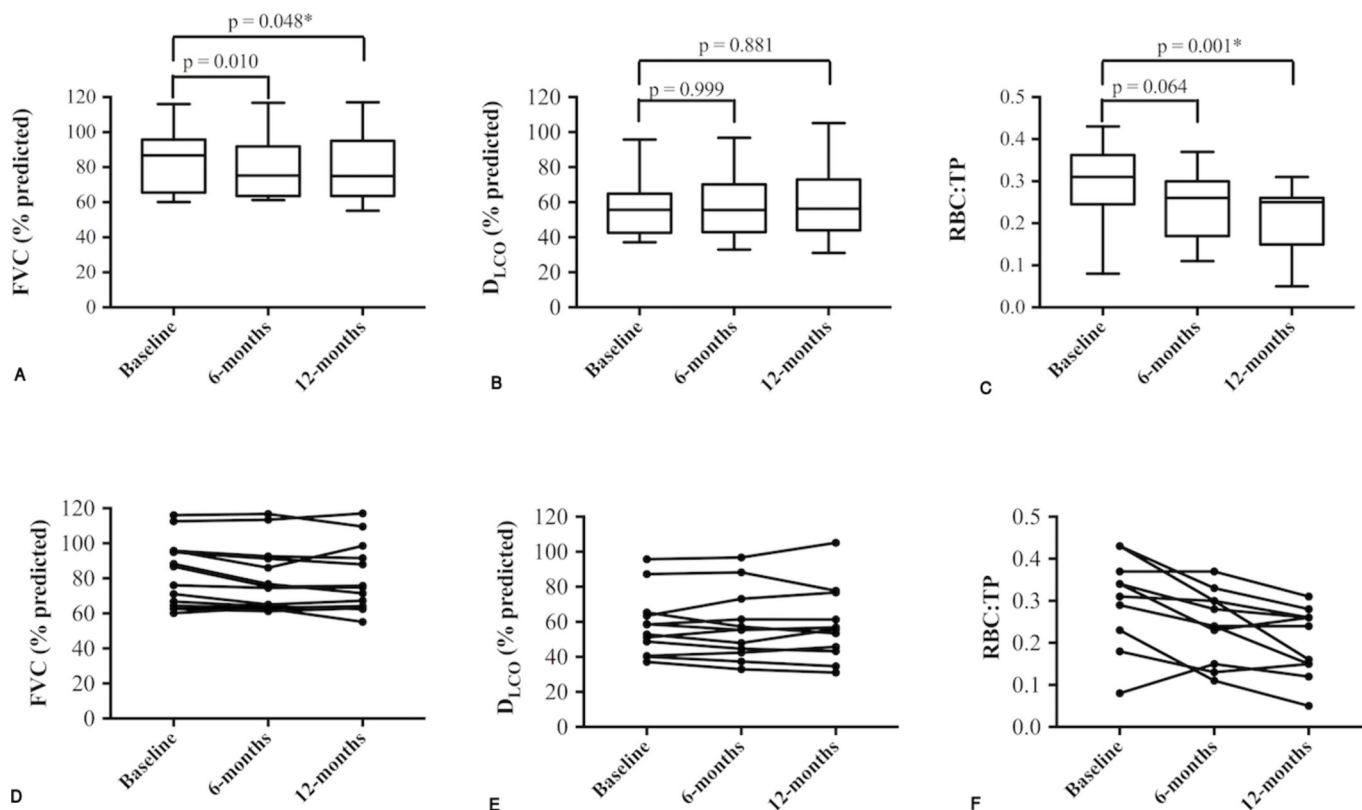 p = 0.048*
p = 0.010
FVC (% predicted)
120
100
80
60
40
20
0
Baseline
6-months
12-months
A
p = 0.881
p = 0.999
DLCO (% predicted)
120
100
80
60
40
20
0
Baseline
6-months
12-months
B
p = 0.001*
p = 0.064
RBC:TP
0.5
0.4
0.3
0.2
0.1
0.0
Baseline
6-months
12-months
C
FVC (% predicted)
120
100
80
60
40
20
0
Baseline
6-months
12-months
D
DLCO (% predicted)
120
100
80
60
40
20
0
Baseline
6-months
12-months
E
RBC:TP
0.5
0.4
0.3
0.2
0.1
0.0
Baseline
6-months
12-months
F